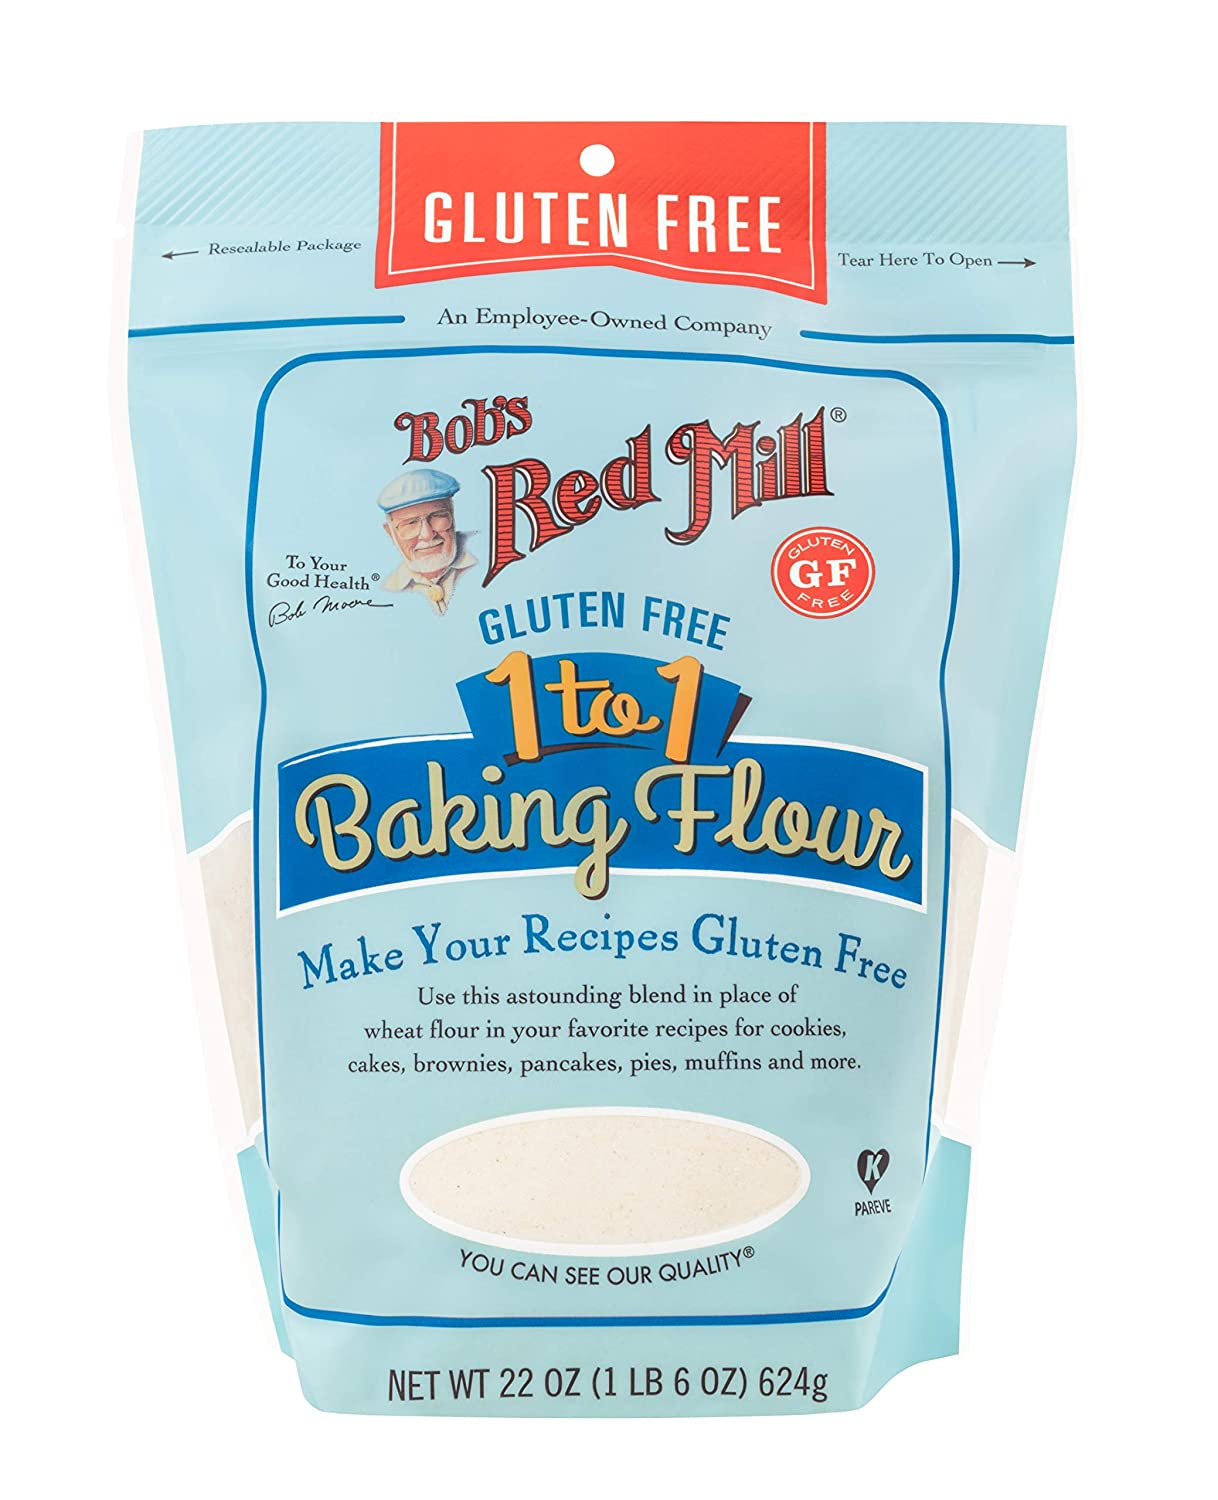 GLUTEN FREE
Resealable Package
Tear Here To Open
An Employee-Owned Company
Bob's
Red Mill®
To Your
Good Health®
Bob Moore
GLUTEN
GF
FREE
GLUTEN FREE
1 to 1
Baking Flour
Make Your Recipes Gluten Free
Use this astounding blend in place of
wheat flour in your favorite recipes for cookies,
cakes, brownies, pancakes, pies, muffins and more.
K
PAREVE
YOU CAN SEE OUR QUALITY®
NET WT 22 OZ (1 LB 6 OZ) 624g